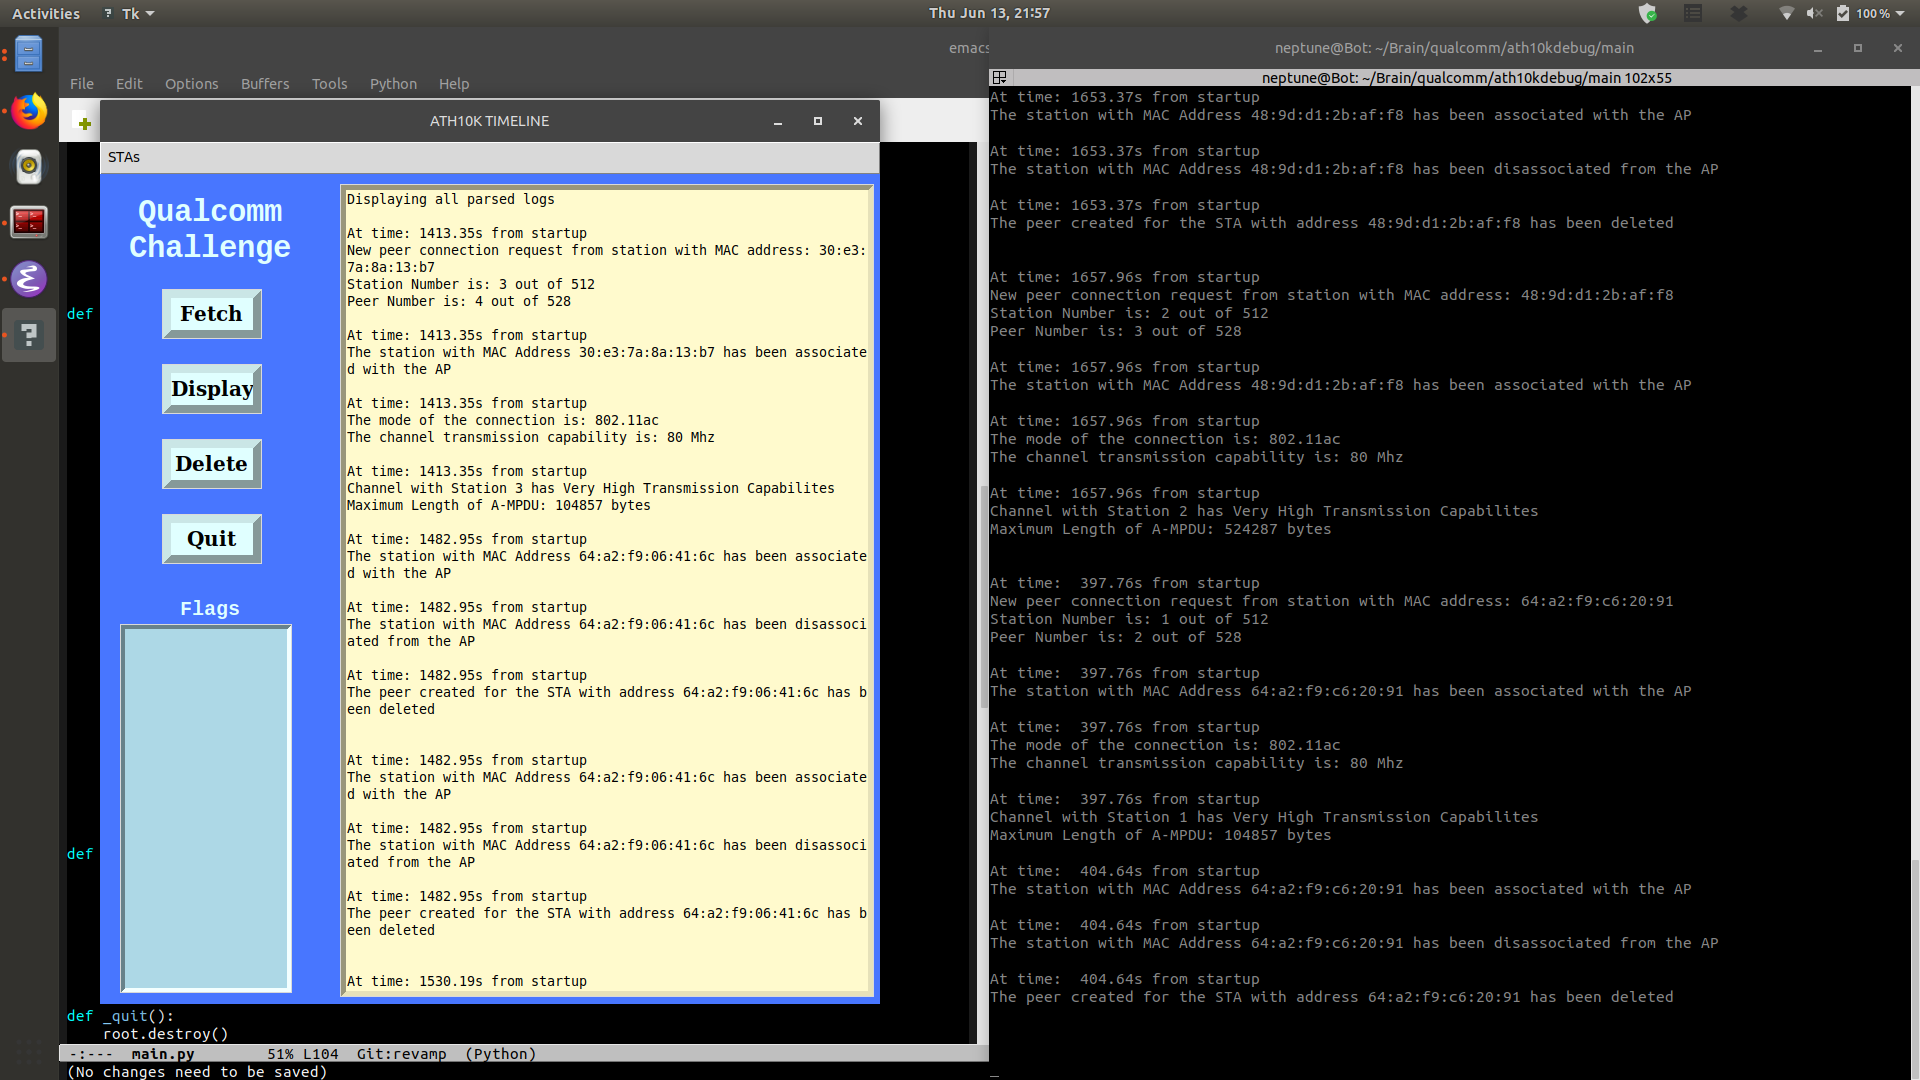 Activities
Tk
Thu Jun 13, 21:57
100 %
emacs
File Edit Options Buffers Tools Python Help
ATH10K TIMELINE
STAs
Qualcomm
Challenge
Fetch
Display
Delete
Quit
Flags
Displaying all parsed logs
At time: 1413.35s from startup
New peer connection request from station with MAC address: 30:e3:
7a:8a:13:b7
Station Number is: 3 out of 512
Peer Number is: 4 out of 528
At time: 1413.35s from startup
The station with MAC Address 30:e3:7a:8a:13:b7 has been associate
d with the AP
At time: 1413.35s from startup
The mode of the connection is: 802.11ac
The channel transmission capability is: 80 Mhz
At time: 1413.35s from startup
Channel with Station 3 has Very High Transmission Capabilites
Maximum Length of A-MPDU: 104857 bytes
At time: 1482.95s from startup
The station with MAC Address 64:a2:f9:06:41:6c has been associate
d with the AP
At time: 1482.95s from startup
The station with MAC Address 64:a2:f9:06:41:6c has been disassoci
ated from the AP
At time: 1482.95s from startup
The peer created for the STA with address 64:a2:f9:06:41:6c has b
een deleted
At time: 1482.95s from startup
The station with MAC Address 64:a2:f9:06:41:6c has been associate
d with the AP
At time: 1482.95s from startup
The station with MAC Address 64:a2:f9:06:41:6c has been disassoci
ated from the AP
At time: 1482.95s from startup
The peer created for the STA with address 64:a2:f9:06:41:6c has b
een deleted
At time: 1530.19s from startup
def
def
def _quit():
root.destroy()
-:--- main.py 51% L104 Git:revamp (Python)
(No changes need to be saved)
neptune@Bot: ~/Brain/qualcomm/ath10kdebug/main
neptune@Bot: ~/Brain/qualcomm/ath10kdebug/main 102x55
At time: 1653.37s from startup
The station with MAC Address 48:9d:d1:2b:af:f8 has been associated with the AP
At time: 1653.37s from startup
The station with MAC Address 48:9d:d1:2b:af:f8 has been disassociated from the AP
At time: 1653.37s from startup
The peer created for the STA with address 48:9d:d1:2b:af:f8 has been deleted
At time: 1657.96s from startup
New peer connection request from station with MAC address: 48:9d:d1:2b:af:f8
Station Number is: 2 out of 512
Peer Number is: 3 out of 528
At time: 1657.96s from startup
The station with MAC Address 48:9d:d1:2b:af:f8 has been associated with the AP
At time: 1657.96s from startup
The mode of the connection is: 802.11ac
The channel transmission capability is: 80 Mhz
At time: 1657.96s from startup
Channel with Station 2 has Very High Transmission Capabilites
Maximum Length of A-MPDU: 524287 bytes
At time: 397.76s from startup
New peer connection request from station with MAC address: 64:a2:f9:c6:20:91
Station Number is: 1 out of 512
Peer Number is: 2 out of 528
At time: 397.76s from startup
The station with MAC Address 64:a2:f9:c6:20:91 has been associated with the AP
At time: 397.76s from startup
The mode of the connection is: 802.11ac
The channel transmission capability is: 80 Mhz
At time: 397.76s from startup
Channel with Station 1 has Very High Transmission Capabilites
Maximum Length of A-MPDU: 104857 bytes
At time: 404.64s from startup
The station with MAC Address 64:a2:f9:c6:20:91 has been associated with the AP
At time: 404.64s from startup
The station with MAC Address 64:a2:f9:c6:20:91 has been disassociated from the AP
At time: 404.64s from startup
The peer created for the STA with address 64:a2:f9:c6:20:91 has been deleted